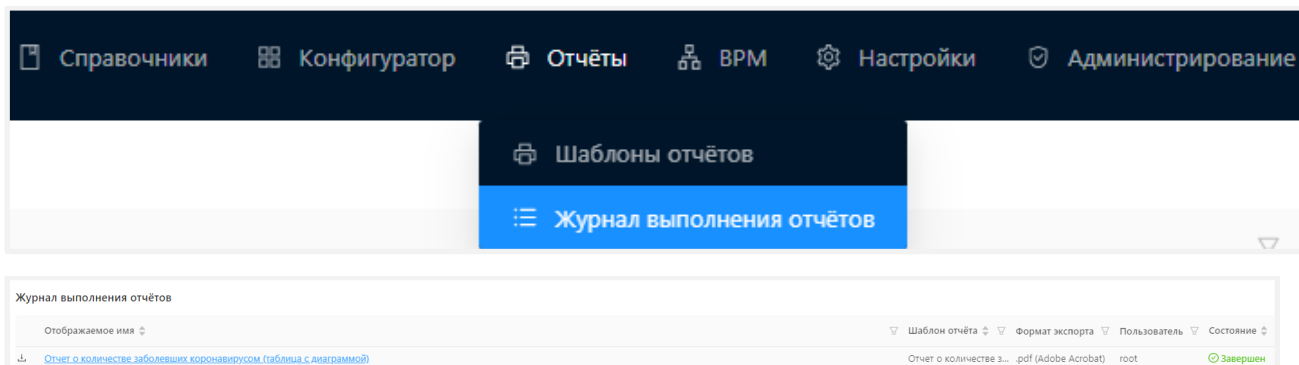 Справочники Конфигуратор Отчёты BPM Настройки Администрирование
Шаблоны отчётов
Журнал выполнения отчётов
Журнал выполнения отчётов
Отображаемое имя Шаблон отчёта Формат экспорта Пользователь Состояние
Отчет о количестве заболевших коронавирусом (таблица с диаграммой) Отчет о количестве з... .pdf (Adobe Acrobat) root Завершен